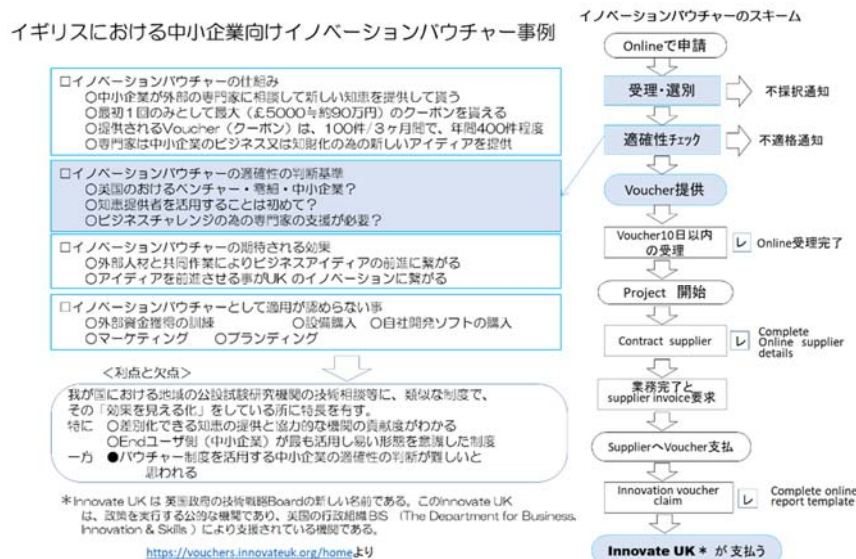 イギリスにおける中小企業向けイノベーションバウチャー事例
□イノベーションバウチャーの仕組み
○中小企業が外部の専門家に相談して新しい知恵を提供して貰う
○最初1回のみとして最大（￡5000≒約90万円）のクーポンを貰える
○提供されるVoucher（クーポン）は、100件/3ヶ月間で、年間400件程度
○専門家は中小企業のビジネス又は知財化の為の新しいアイディアを提供
□イノベーションバウチャーの適確性の判断基準
○英国のおけるベンチャー・零細・中小企業？
○知恵提供者を活用することは初めて？
○ビジネスチャレンジの為の専門家の支援が必要？
□イノベーションバウチャーの期待される効果
○外部人材と共同作業によりビジネスアイディアの前進に繋がる
○アイディアを前進させる事がUKのイノベーションに繋がる
□イノベーションバウチャーとして適用が認めらない事
○外部資金獲得の訓練 ○設備購入 ○自社開発ソフトの購入
○マーケティング ○ブランディング
＜利点と欠点＞
我が国における地域の公設試験研究機関の技術相談等に、類似な制度で、
その「効果を見える化」をしている所に特長を有す。
特に ○差別化できる知恵の提供と協力的な機関の貢献度がわかる
○Endユーザ側（中小企業）が最も活用し易い形態を意識した制度
一方 ●バウチャー制度を活用する中小企業の適確性の判断が難しいと
思われる
＊Innovate UK は 英国政府の技術戦略Boardの新しい名前である。このInnovate UK
は、政策を実行する公的な機関であり、英国の行政組織BIS （The Department for Business,
Innovation & Skills ）により支援されている機関である。
https://vouchers.innovateuk.org/homeより
イノベーションバウチャーのスキーム
Onlineで申請
受理・選別
不採択通知
適確性チェック
不適格通知
Voucher提供
Voucher10日以内
の受理
レ Online受理完了
Project 開始
Contract supplier
レ Complete
Online supplier
details
業務完了と
supplier invoice要求
SupplierへVoucher支払
Innovation voucher
claim
レ Complete online
report template
Innovate UK＊ が 支払う